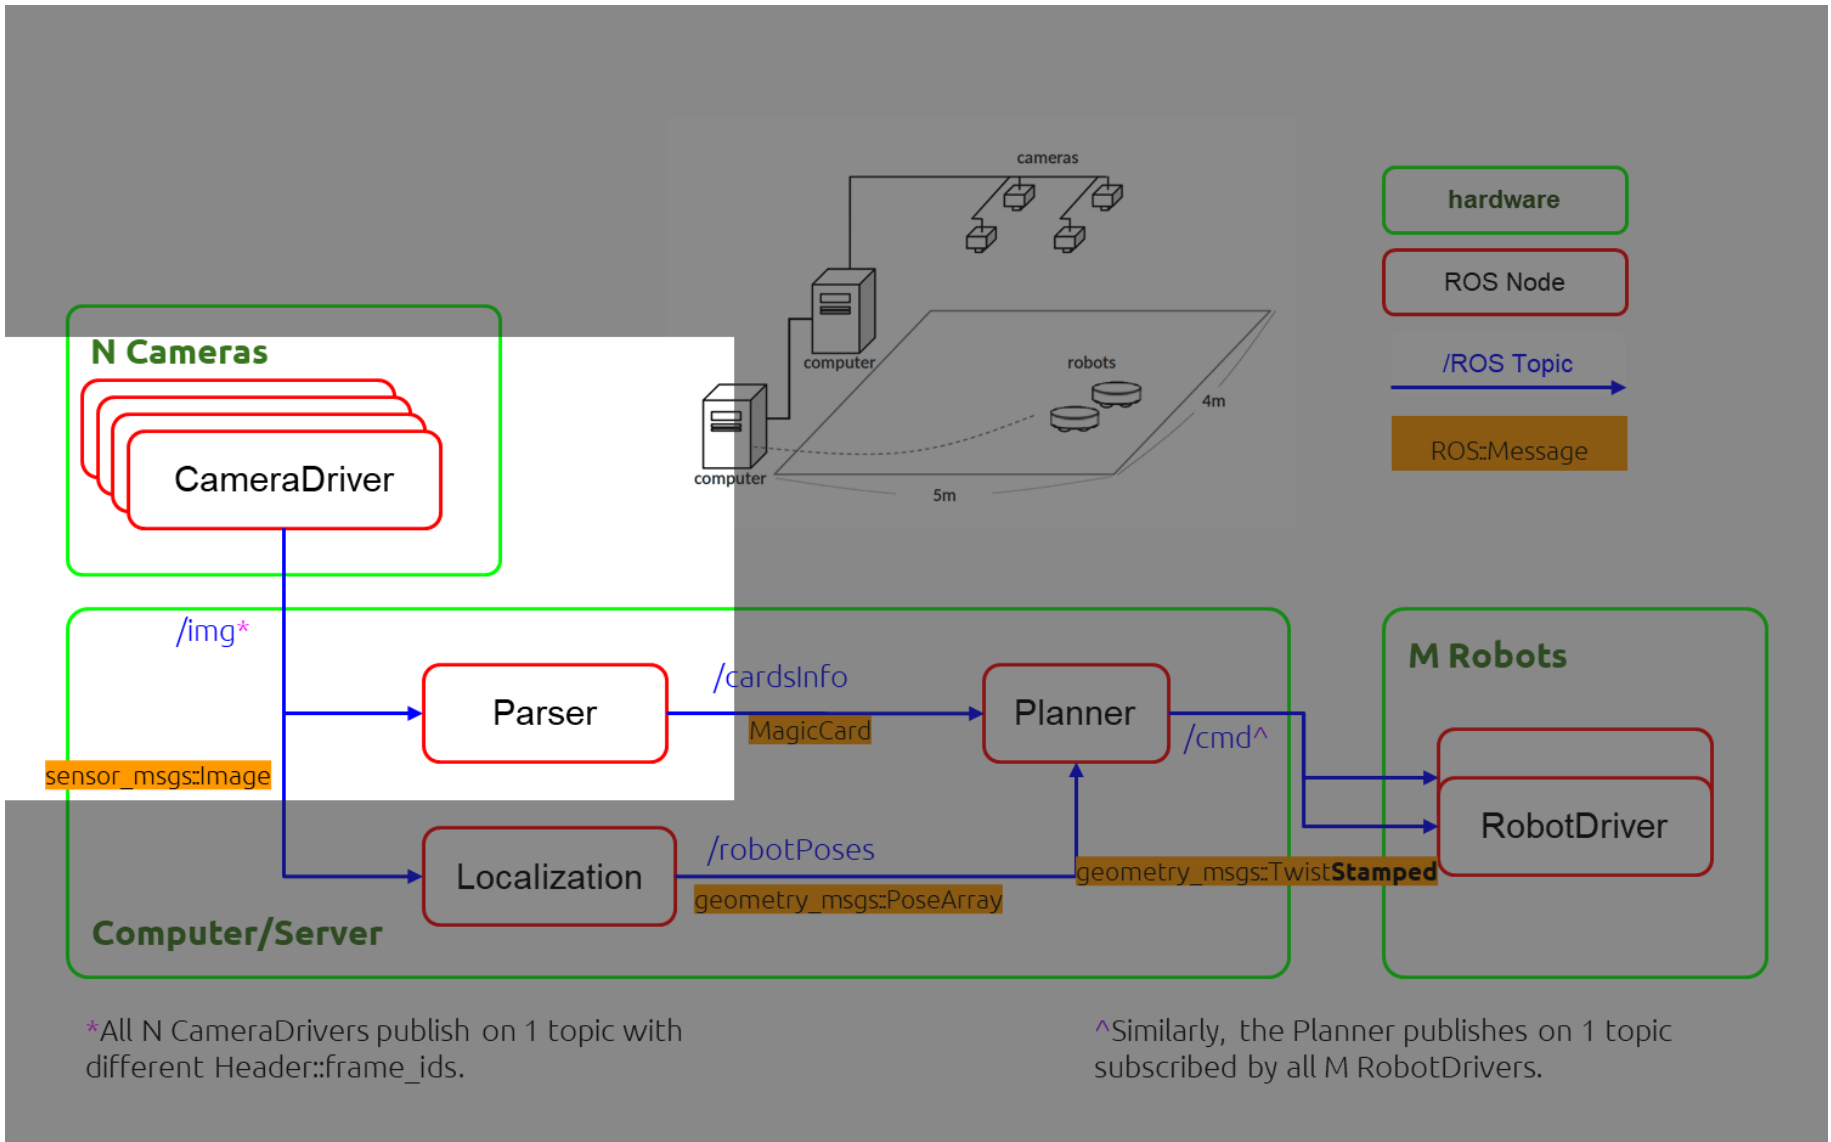 cameras
computer
computer
robots
4m
5m
hardware
ROS Node
/ROS Topic
ROS::Message
N Cameras
CameraDriver
/img*
sensor_msgs::Image
Parser
/cardsInfo
MagicCard
Planner
/cmd^
Localization
/robotPoses
geometry_msgs::PoseArray
geometry_msgs::TwistStamped
Computer/Server
M Robots
RobotDriver
*All N CameraDrivers publish on 1 topic with
different Header::frame_ids.
^Similarly, the Planner publishes on 1 topic
subscribed by all M RobotDrivers.